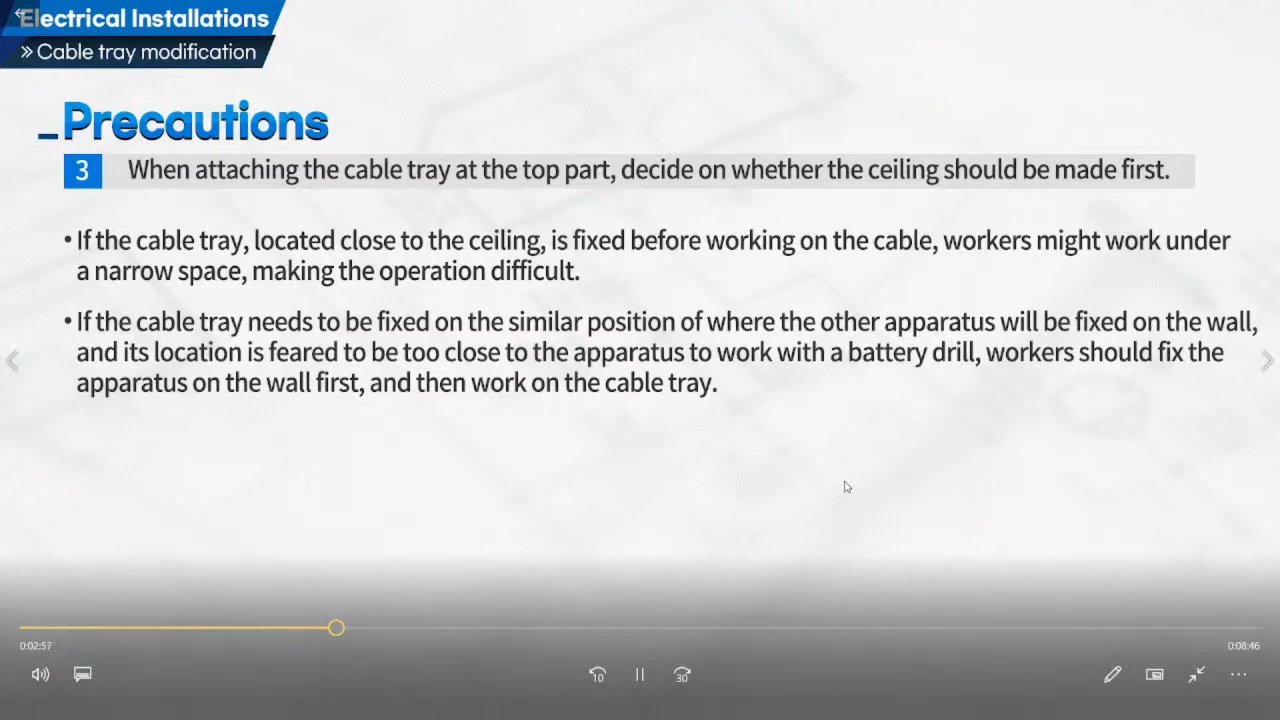 Electrical Installations
» Cable tray modification
Precautions
3 When attaching the cable tray at the top part, decide on whether the ceiling should be made first.
• If the cable tray, located close to the ceiling, is fixed before working on the cable, workers might work under
a narrow space, making the operation difficult.
• If the cable tray needs to be fixed on the similar position of where the other apparatus will be fixed on the wall,
and its location is feared to be too close to the apparatus to work with a battery drill, workers should fix the
apparatus on the wall first, and then work on the cable tray.
0:02:57 0:08:46
10 30